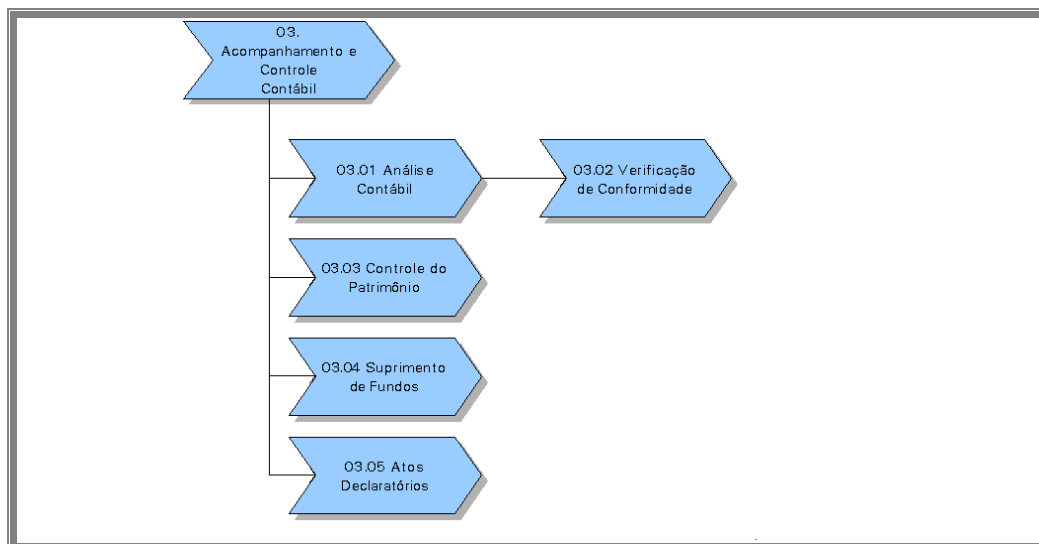 03.
Acompanhamento e
Controle
Contábil
03.01 Análise
Contábil
03.02 Verificação
de Conformidade
03.03 Controle do
Patrimônio
03.04 Suprimento
de Fundos
03.05 Atos
Declaratórios